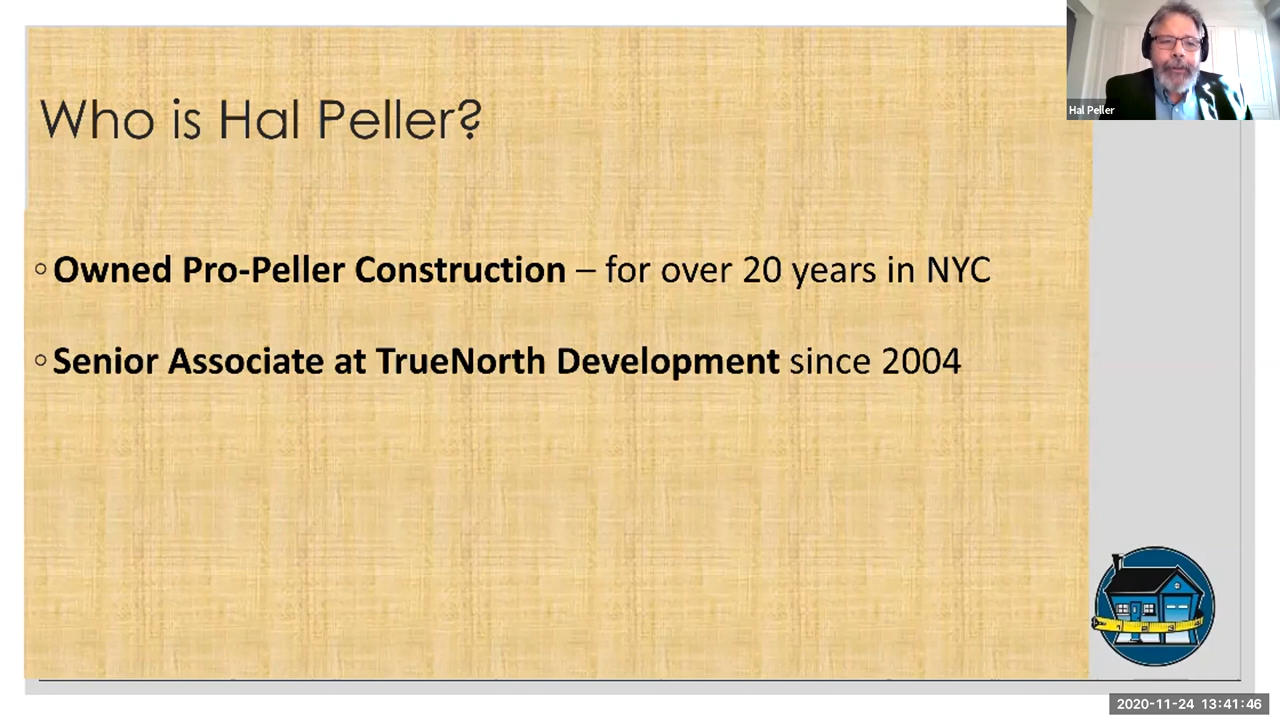 Who is Hal Peller?
Hal Peller
◦ Owned Pro-Peller Construction – for over 20 years in NYC
◦ Senior Associate at TrueNorth Development since 2004
2020-11-24 13:41:46